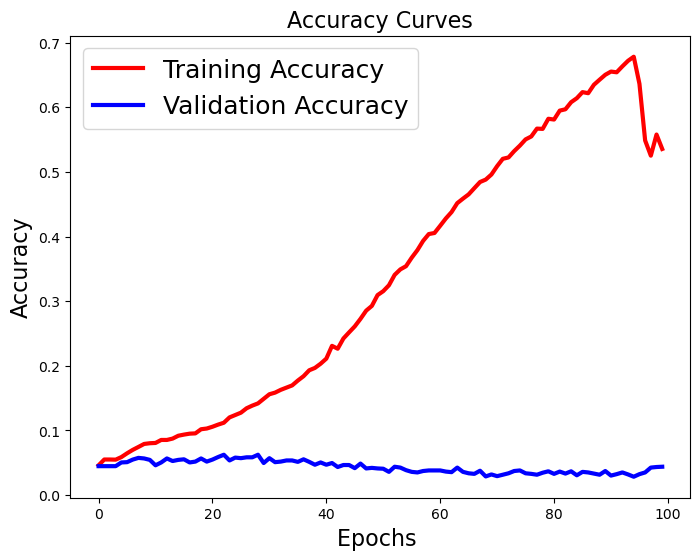 Accuracy Curves
Training Accuracy
Validation Accuracy
Accuracy
0.7
0.6
0.5
0.4
0.3
0.2
0.1
0.0
0 20 40 60 80 100
Epochs